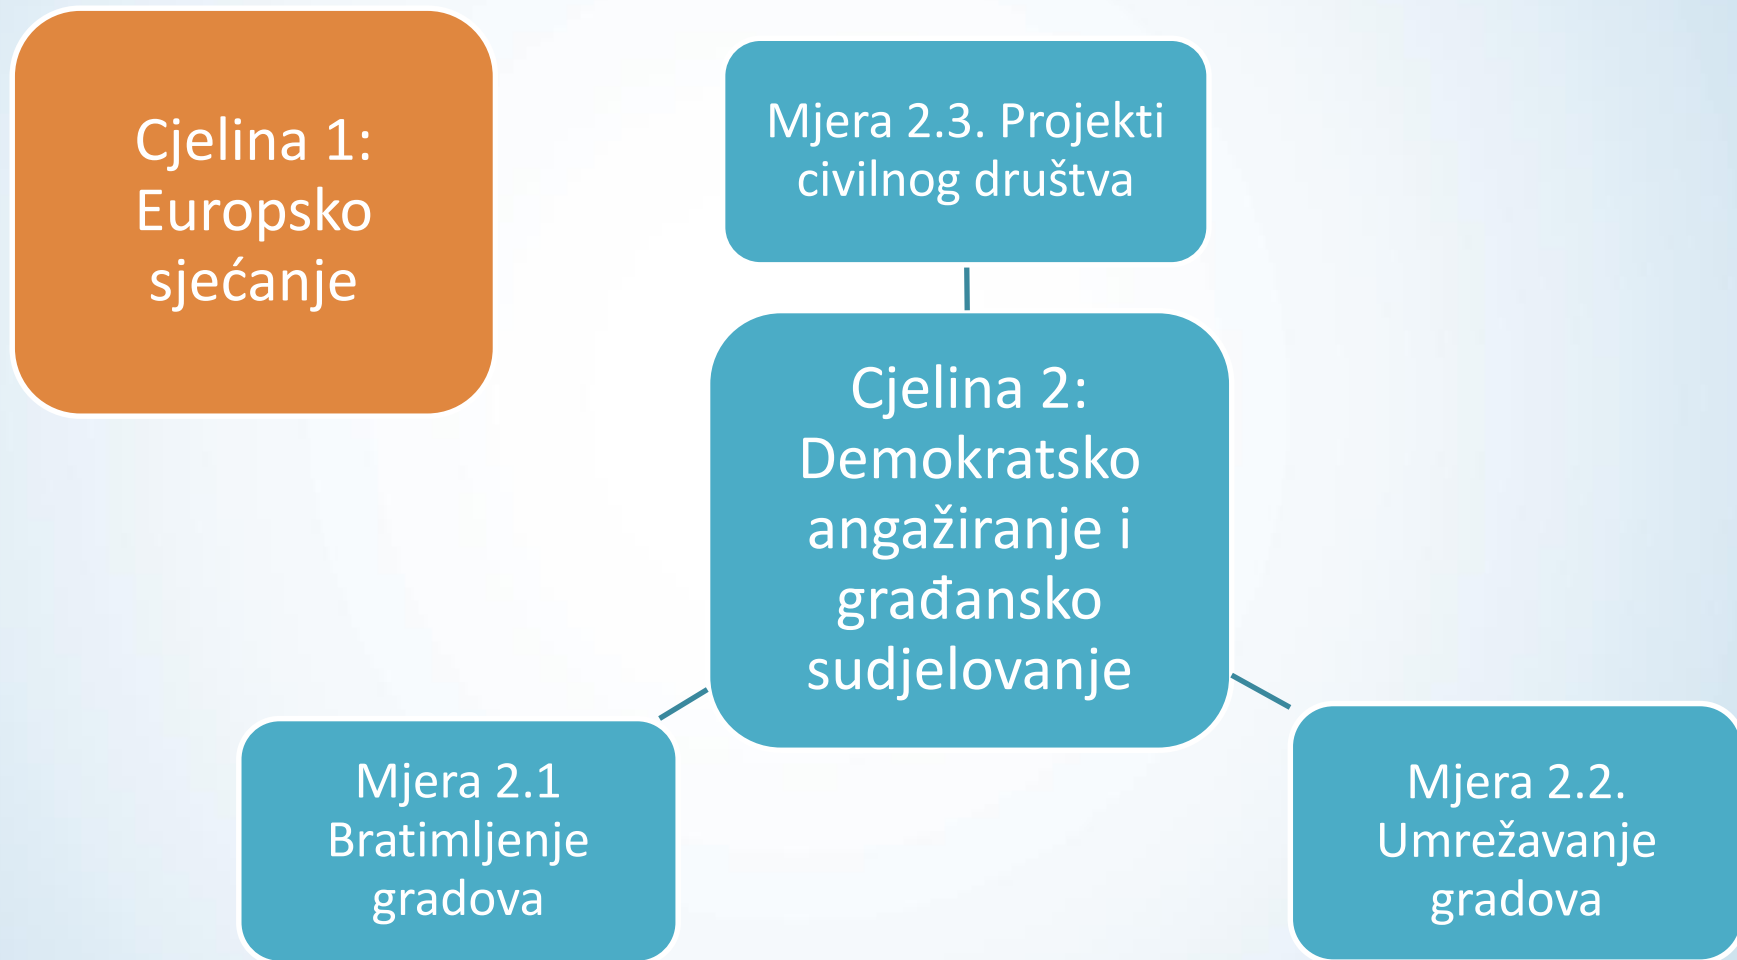 Cjelina 1:
Europsko
sjećanje
Mjera 2.3. Projekti
civilnog društva
Cjelina 2:
Demokratsko
angažiranje i
građansko
sudjelovanje
Mjera 2.1
Bratimljenje
gradova
Mjera 2.2.
Umrežavanje
gradova